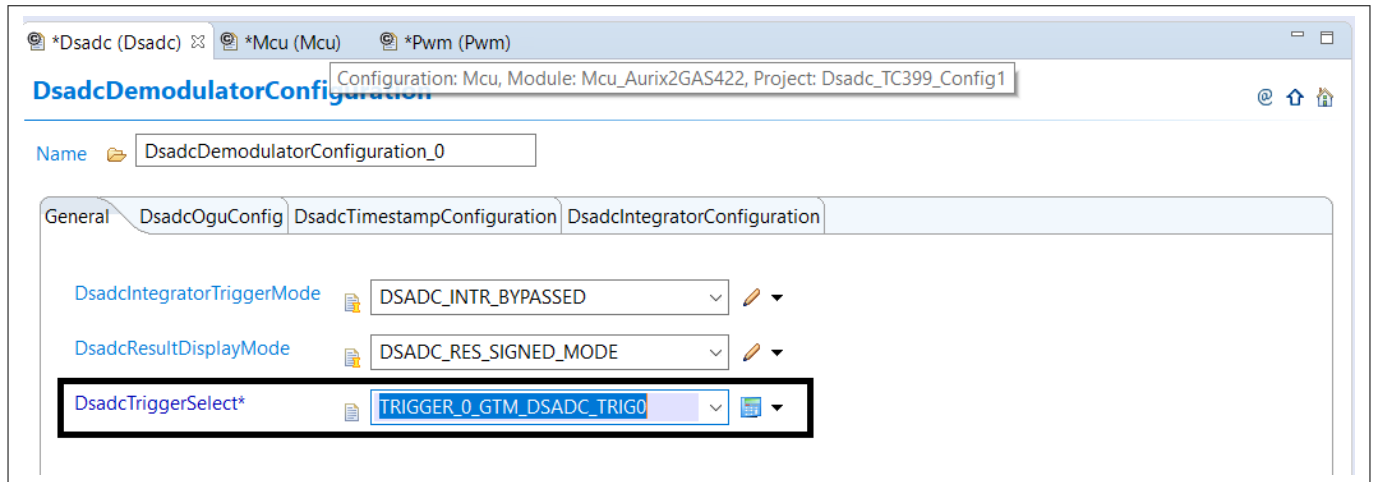 *Dsadc (Dsadc) *Mcu (Mcu) *Pwm (Pwm)
Configuration: Mcu, Module: Mcu_Aurix2GAS422, Project: Dsadc_TC399_Config1
DsadcDemodulatorConfiguration
Name DsadcDemodulatorConfiguration_0
General DsadcOguConfig DsadcTimestampConfiguration DsadcIntegratorConfiguration
DsadcIntegratorTriggerMode DSADC_INTR_BYPASSED
DsadcResultDisplayMode DSADC_RES_SIGNED_MODE
DsadcTriggerSelect* TRIGGER_0_GTM_DSADC_TRIG0